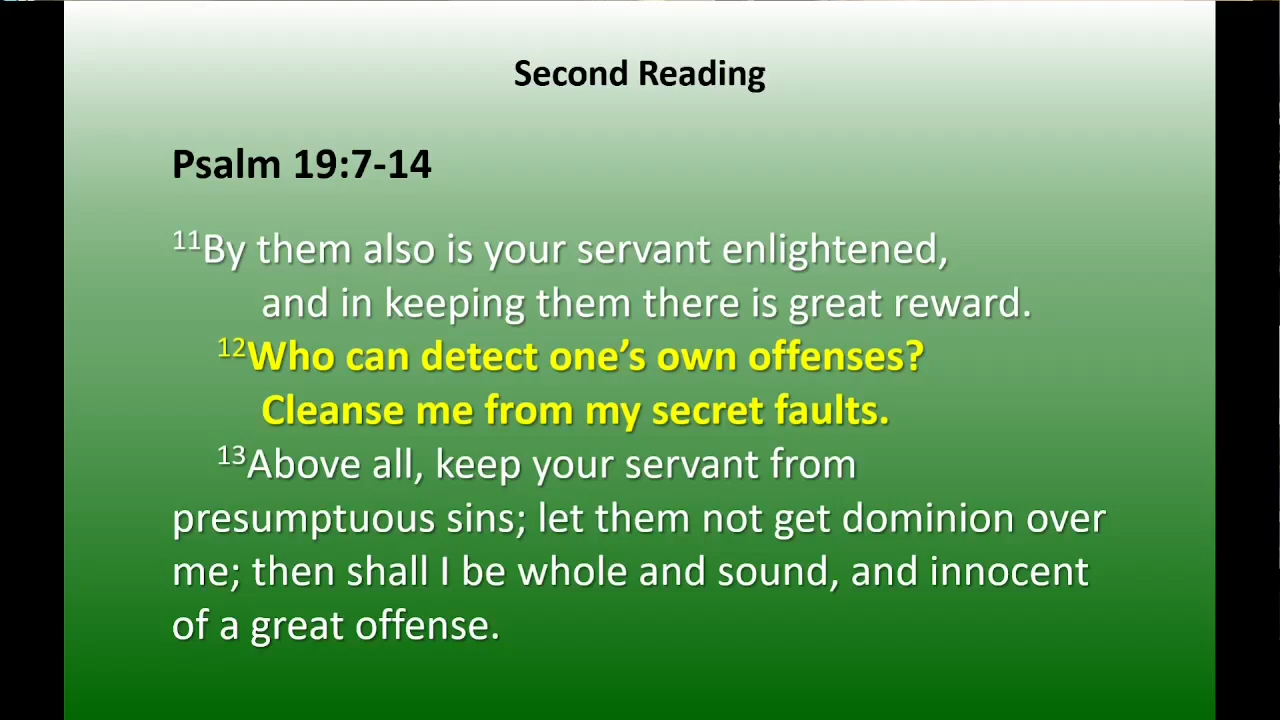 Second Reading
Psalm 19:7-14
11By them also is your servant enlightened,
and in keeping them there is great reward.
12Who can detect one’s own offenses?
Cleanse me from my secret faults.
13Above all, keep your servant from
presumptuous sins; let them not get dominion over
me; then shall I be whole and sound, and innocent
of a great offense.